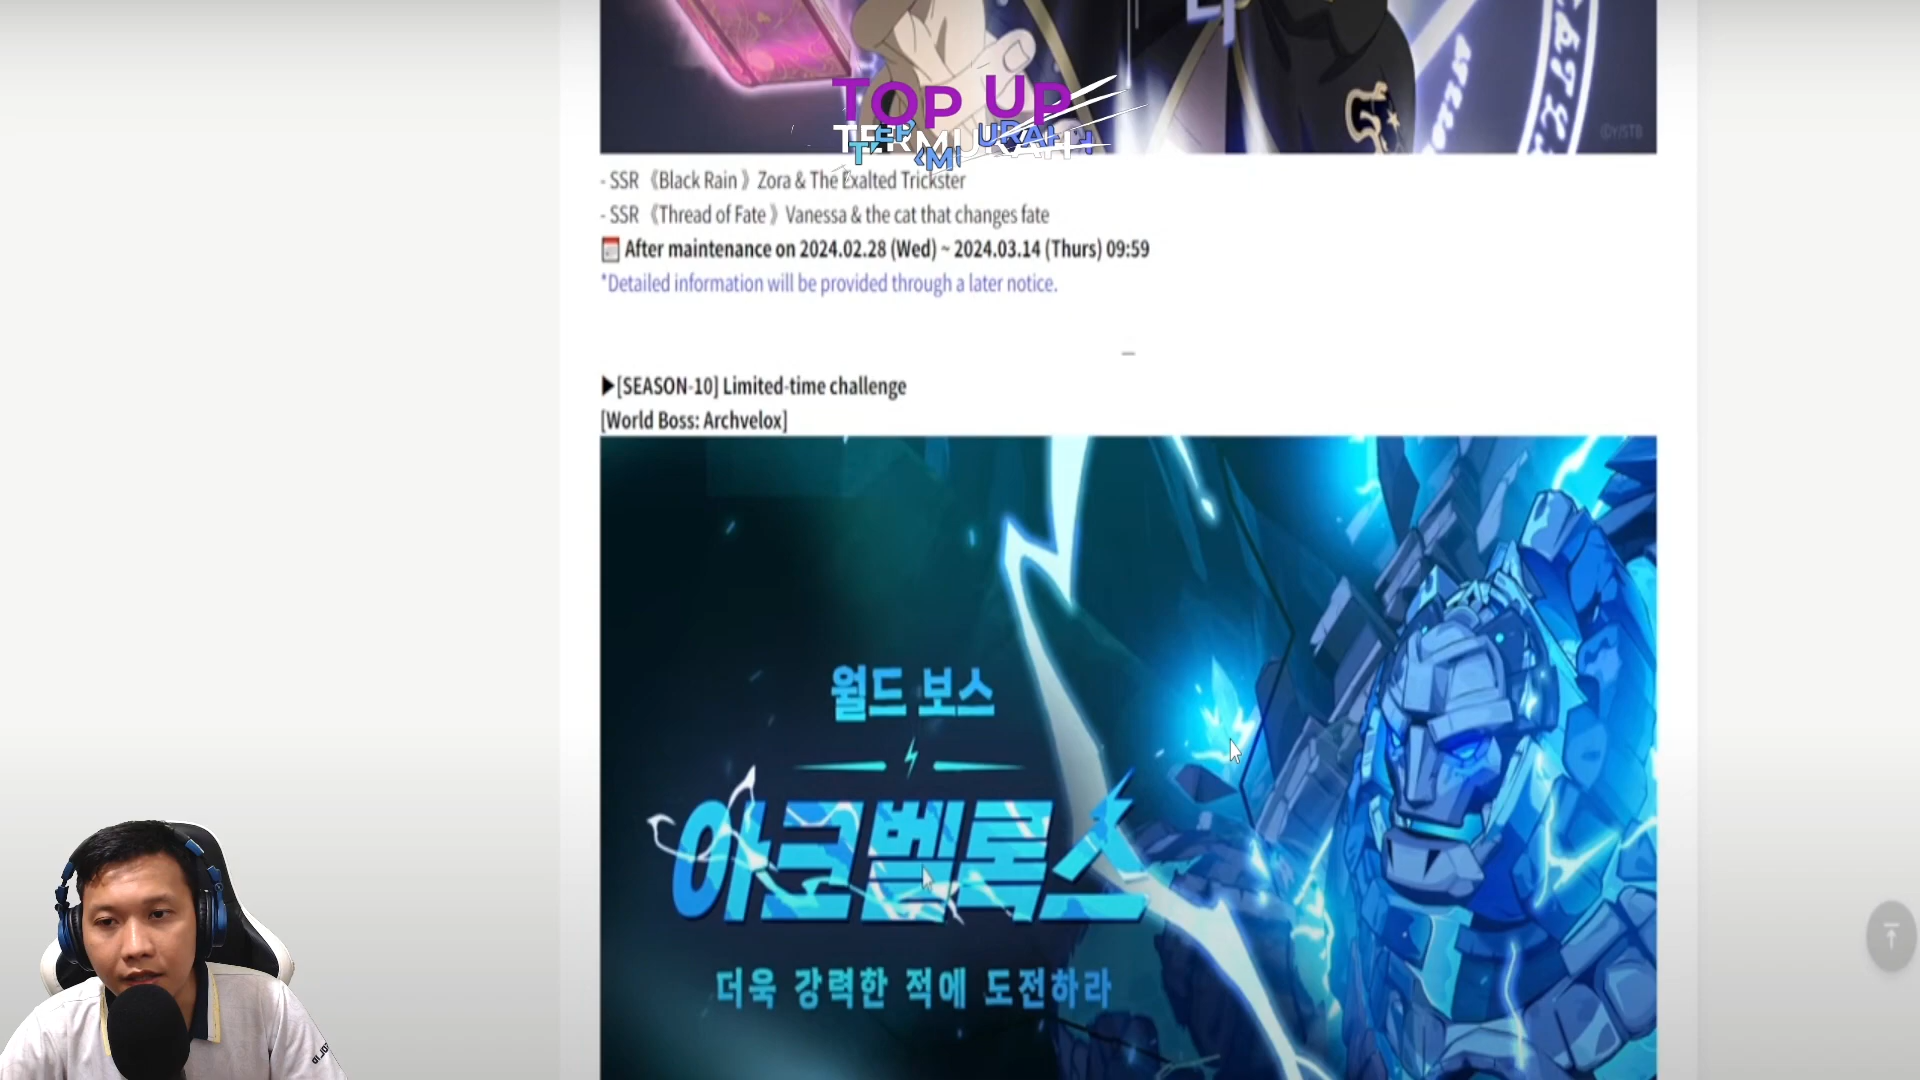 TOP UP
TERMURAH
©Y/STB
- SSR 《Black Rain 》 Zora & The Exalted Trickster
- SSR 《Thread of Fate 》 Vanessa & the cat that changes fate
After maintenance on 2024.02.28 (Wed) ~ 2024.03.14 (Thurs) 09:59
*Detailed information will be provided through a later notice.
▶[SEASON-10] Limited-time challenge
[World Boss: Archvelox]
월드 보스
아크벨록스
더욱 강력한 적에 도전하라